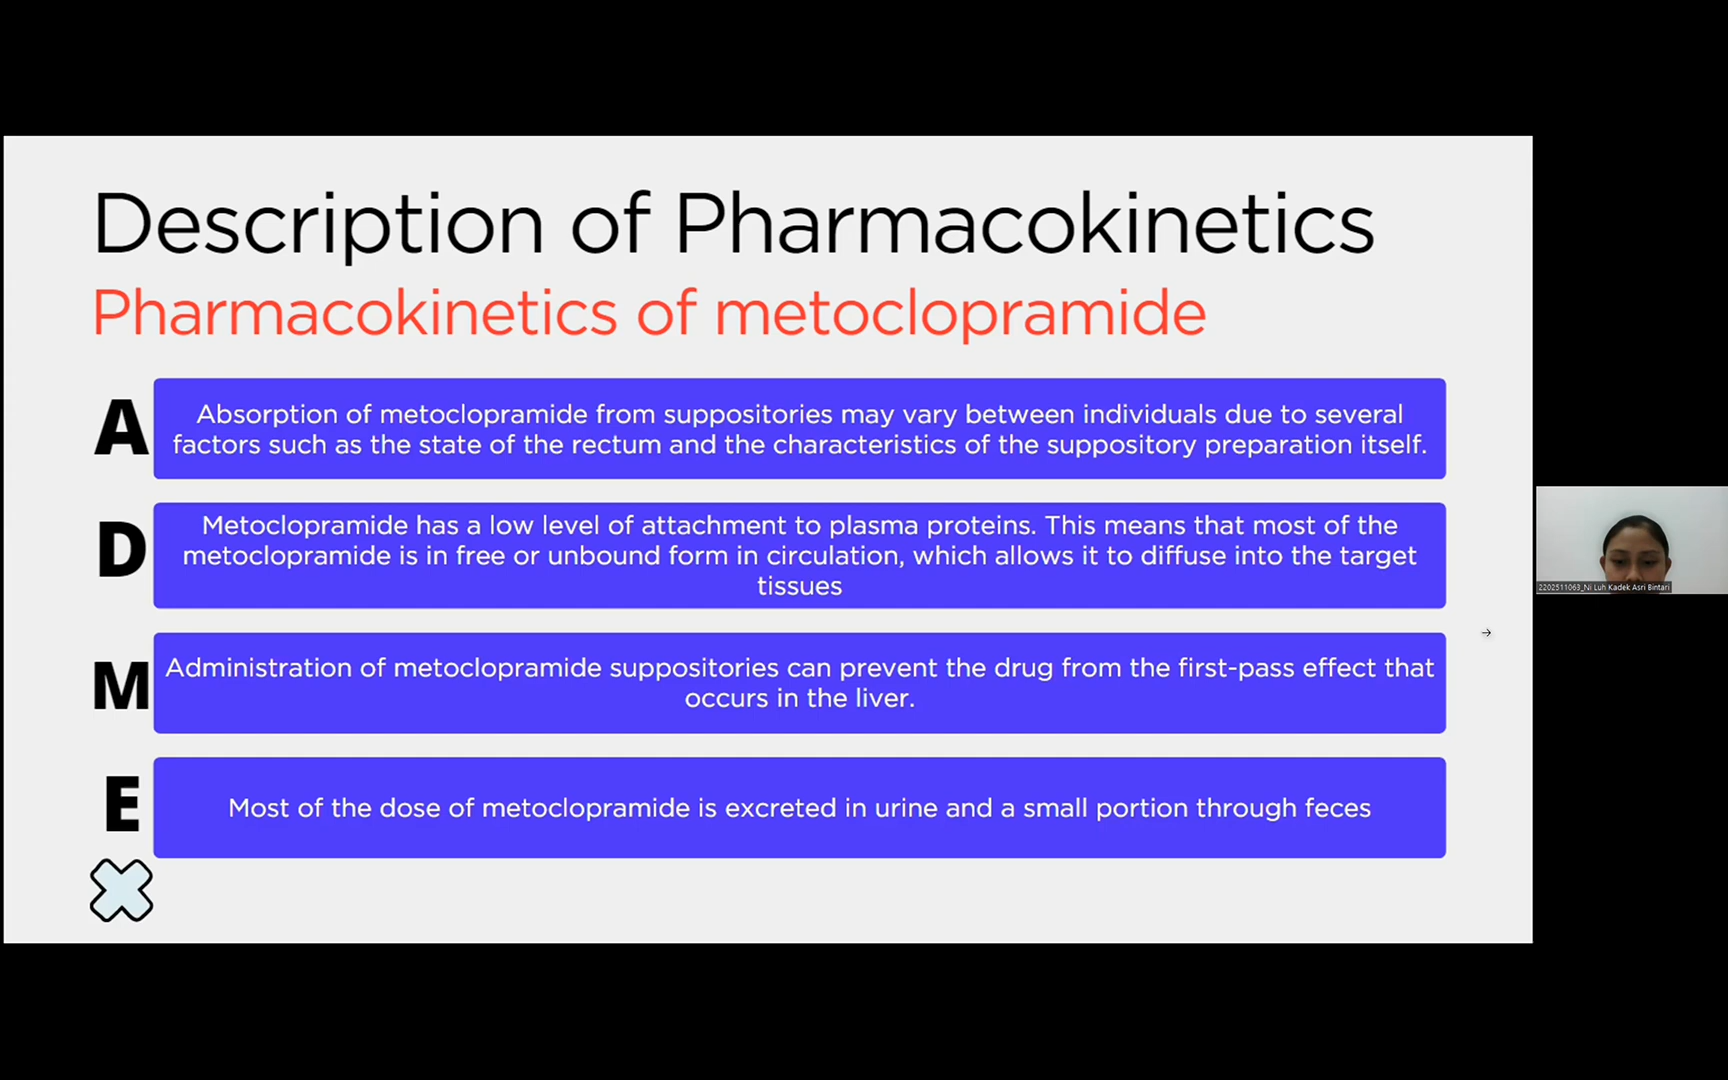 Description of Pharmacokinetics
Pharmacokinetics of metoclopramide
A
Absorption of metoclopramide from suppositories may vary between individuals due to several
factors such as the state of the rectum and the characteristics of the suppository preparation itself.
D
Metoclopramide has a low level of attachment to plasma proteins. This means that most of the
metoclopramide is in free or unbound form in circulation, which allows it to diffuse into the target
tissues
M
Administration of metoclopramide suppositories can prevent the drug from the first-pass effect that
occurs in the liver.
E
Most of the dose of metoclopramide is excreted in urine and a small portion through feces
2202511063_Ni Luh Kadek Asri Bintari